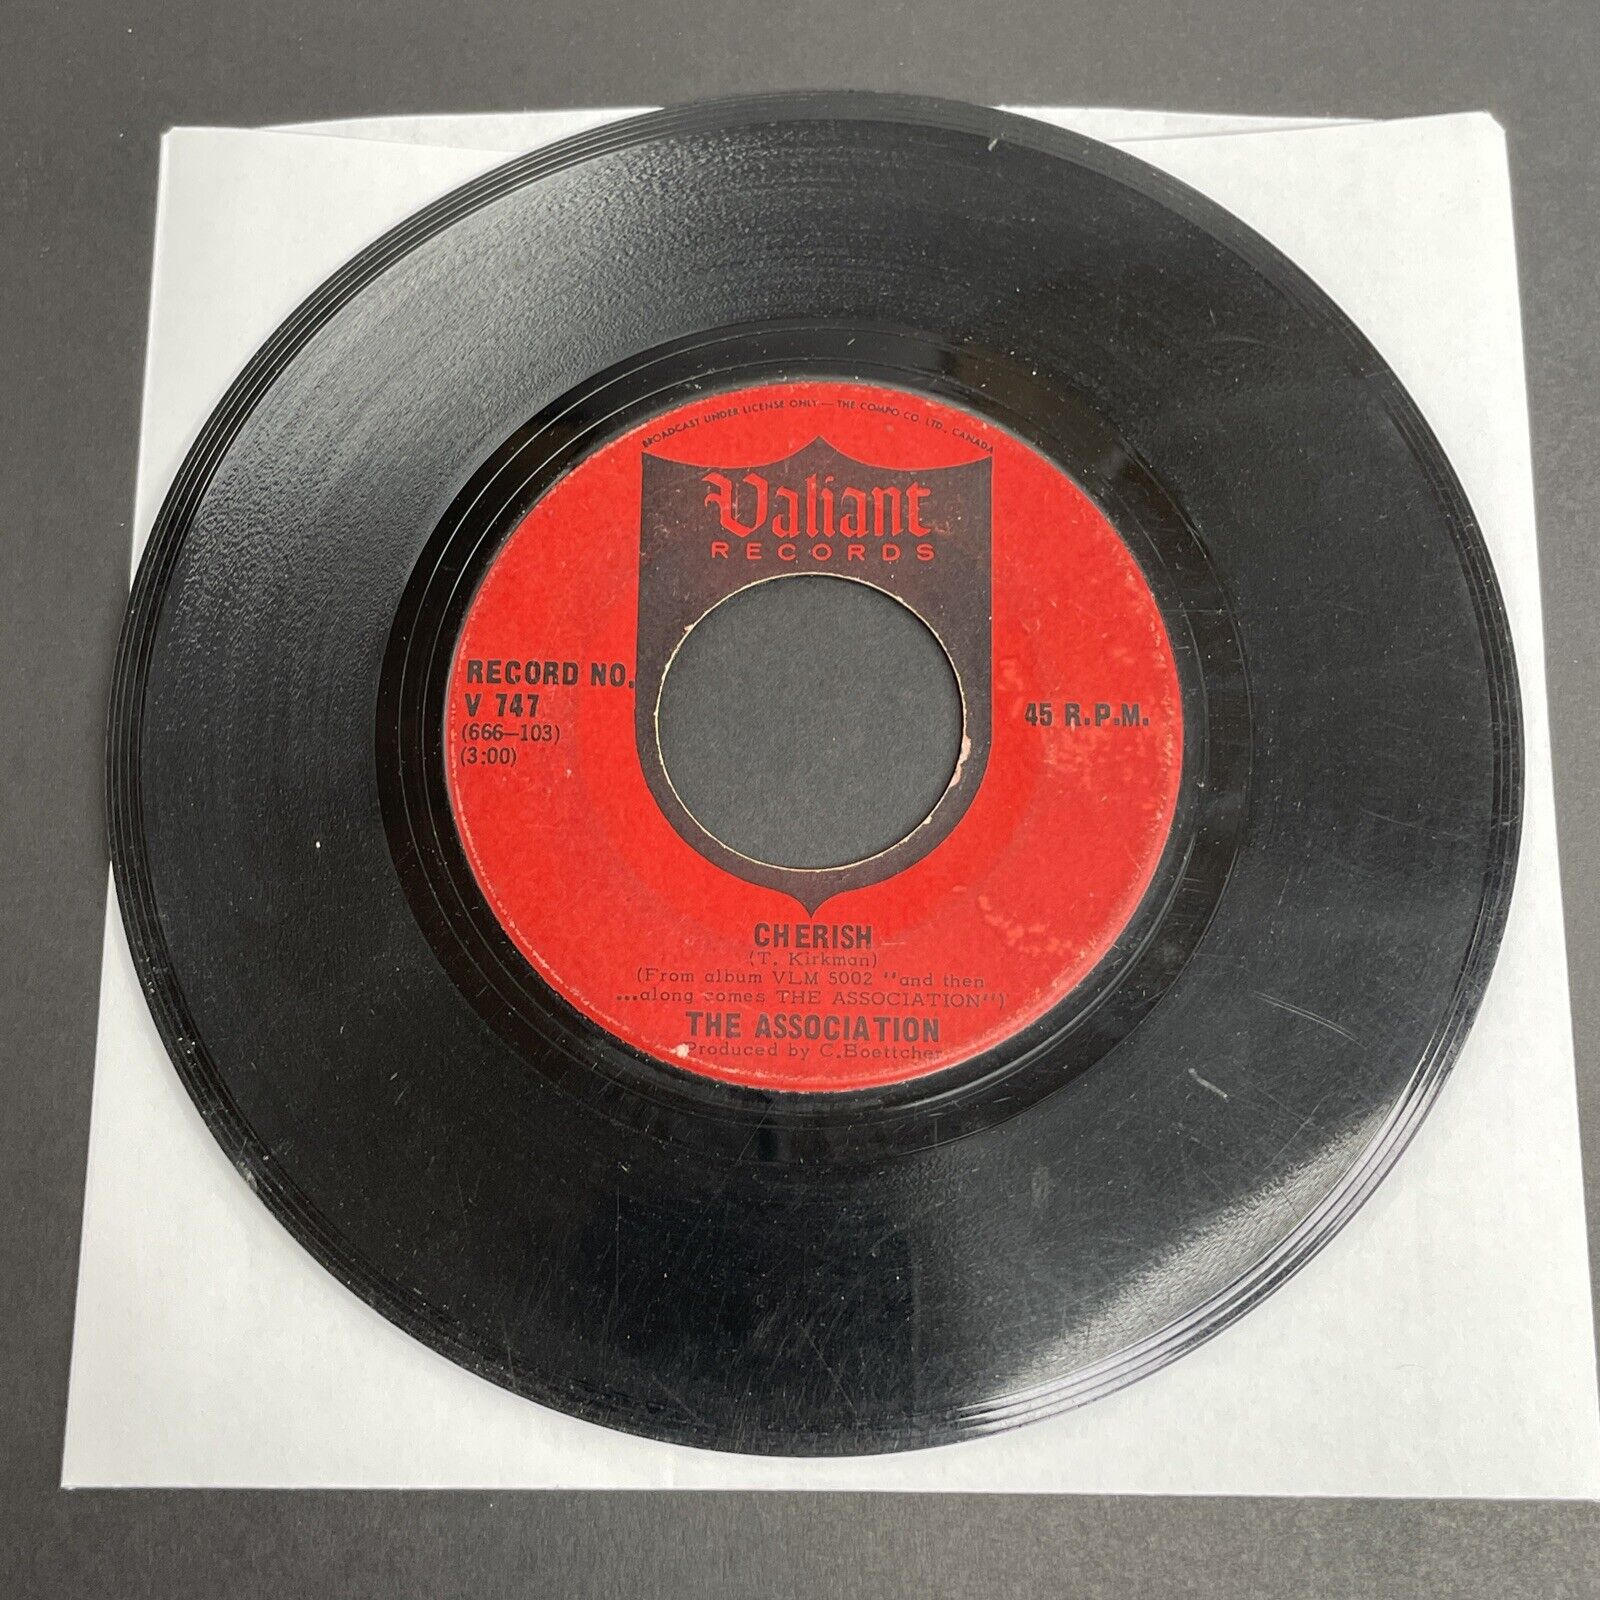 BROADCAST UNDER LICENSE ONLY — THE COMPO CO. LTD., CANADA
Valiant
RECORDS
RECORD NO.
V 747
(666—103)
(3:00)
45 R.P.M.
CHERISH
(T. Kirkman)
(From album VLM 5002 "and then
...along comes THE ASSOCIATION")
THE ASSOCIATION
Produced by C.Boettcher